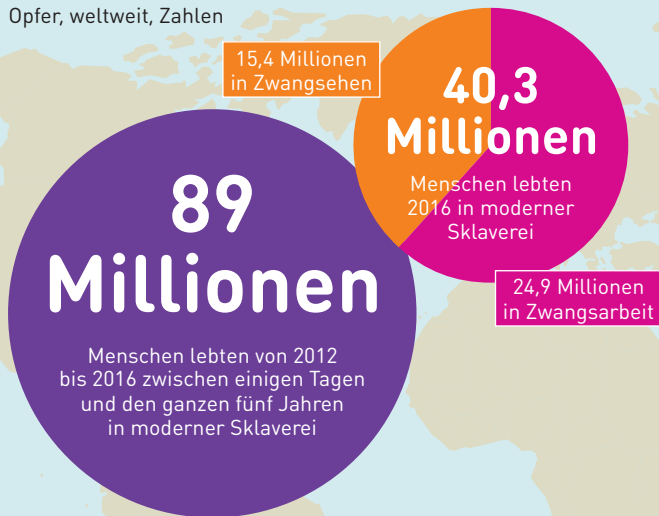 Opfer, weltweit, Zahlen
15,4 Millionen
in Zwangsehen
40,3
Millionen
Menschen lebten
2016 in moderner
Sklaverei
24,9 Millionen
in Zwangsarbeit
89
Millionen
Menschen lebten von 2012
bis 2016 zwischen einigen Tagen
und den ganzen fünf Jahren
in moderner Sklaverei